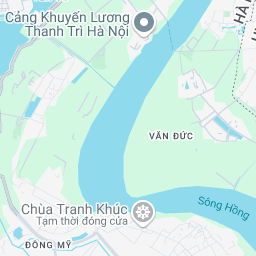 Cảng Khuyến Lương
Thanh Trì Hà Nội
VĂN ĐỨC
Sông Hồng
Chùa Tranh Khúc
Tạm thời đóng cửa
ĐÔNG MỸ
HÀ